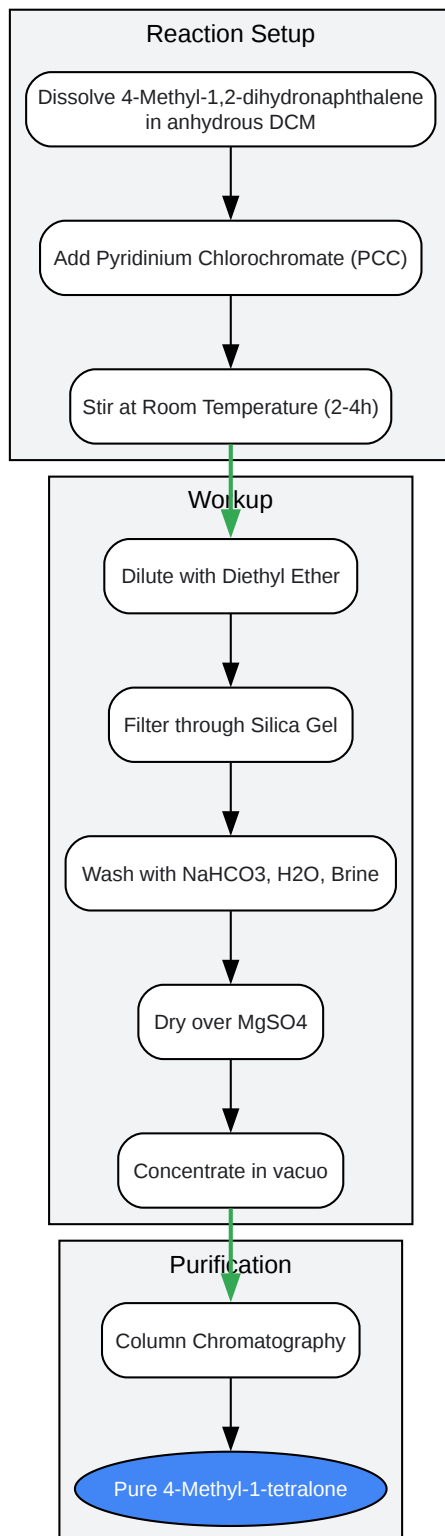 Reaction Setup
Dissolve 4-Methyl-1,2-dihydronaphthalene
in anhydrous DCM
Add Pyridinium Chlorochromate (PCC)
Stir at Room Temperature (2-4h)
Workup
Dilute with Diethyl Ether
Filter through Silica Gel
Wash with NaHCO3, H2O, Brine
Dry over MgSO4
Concentrate in vacuo
Purification
Column Chromatography
Pure 4-Methyl-1-tetralone